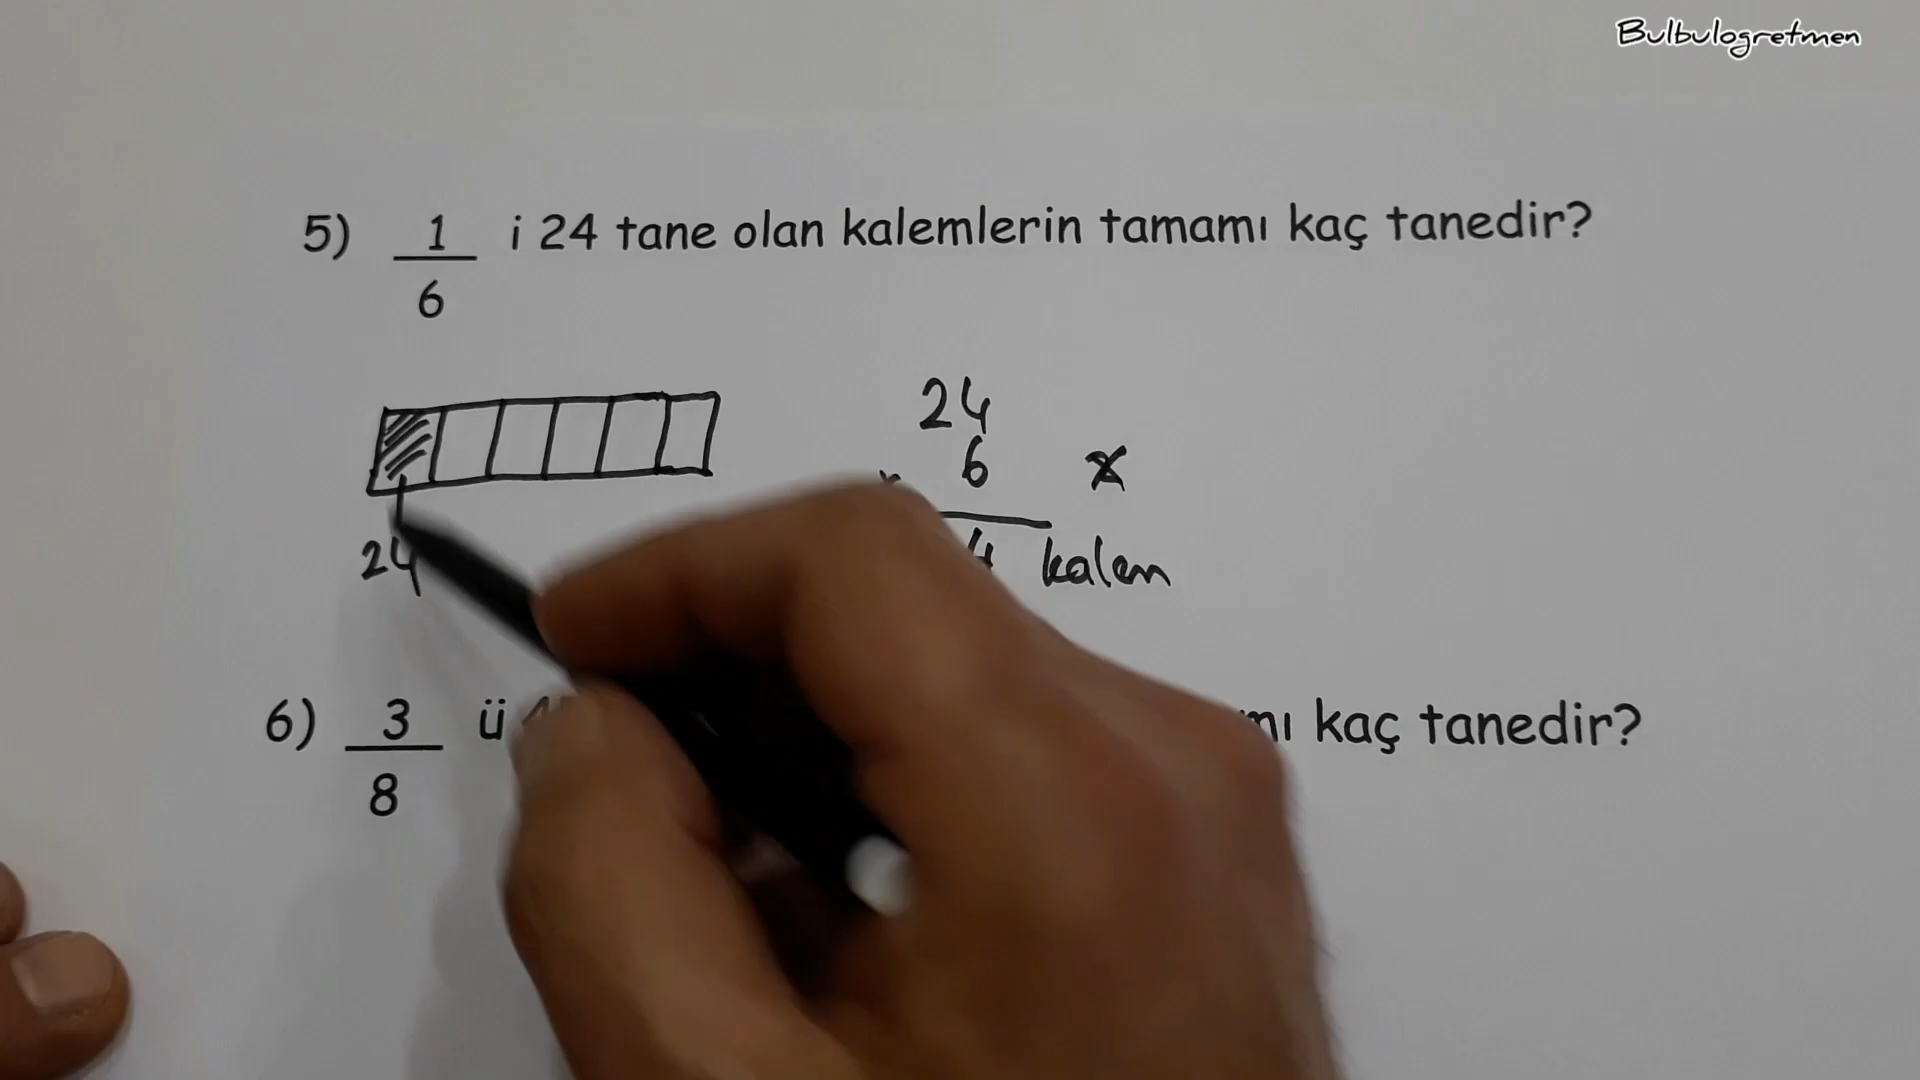 Bulbulogretmen
5) 1
6
i 24 tane olan kalemlerin tamamı kaç tanedir?
24
24
6 x
4 kalem
6) 3
8
ü kaç tanedir?